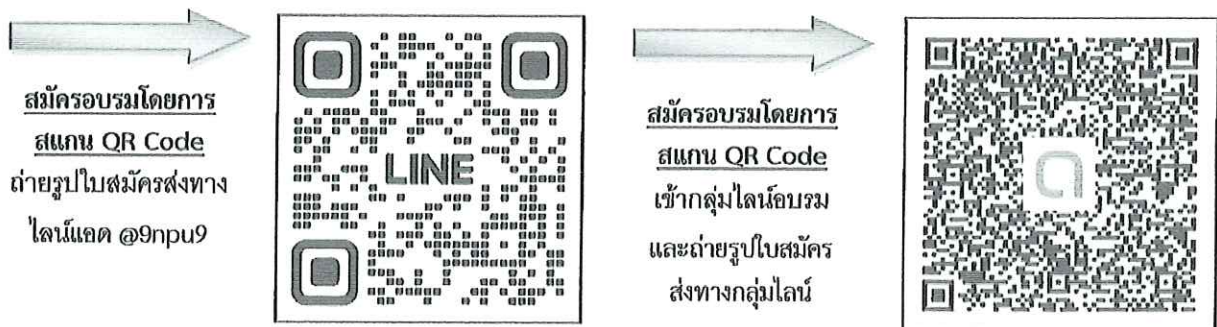 สมัครอบรมโดยการ
สแกน QR Code
ถ่ายรูปใบสมัครส่งทาง
ไลน์แอด @9npu9
LINE
สมัครอบรมโดยการ
สแกน QR Code
เข้ากลุ่มไลน์อบรม
และถ่ายรูปใบสมัคร
ส่งทางกลุ่มไลน์